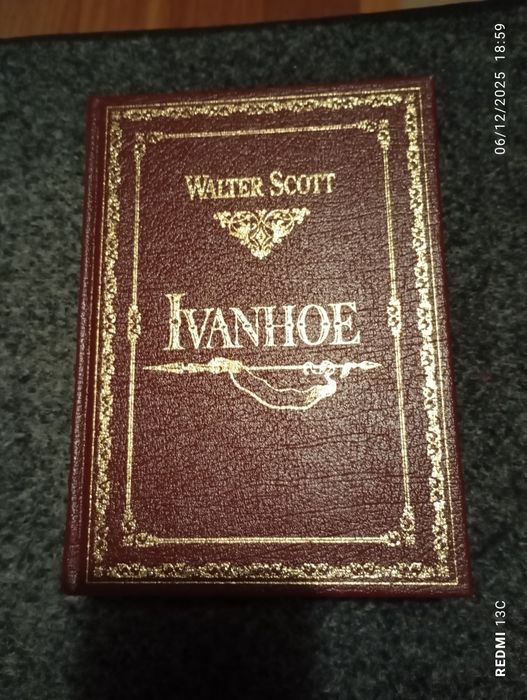 WALTER SCOTT
IVANHOE
06/12/2025 18:59
REDMI 13C